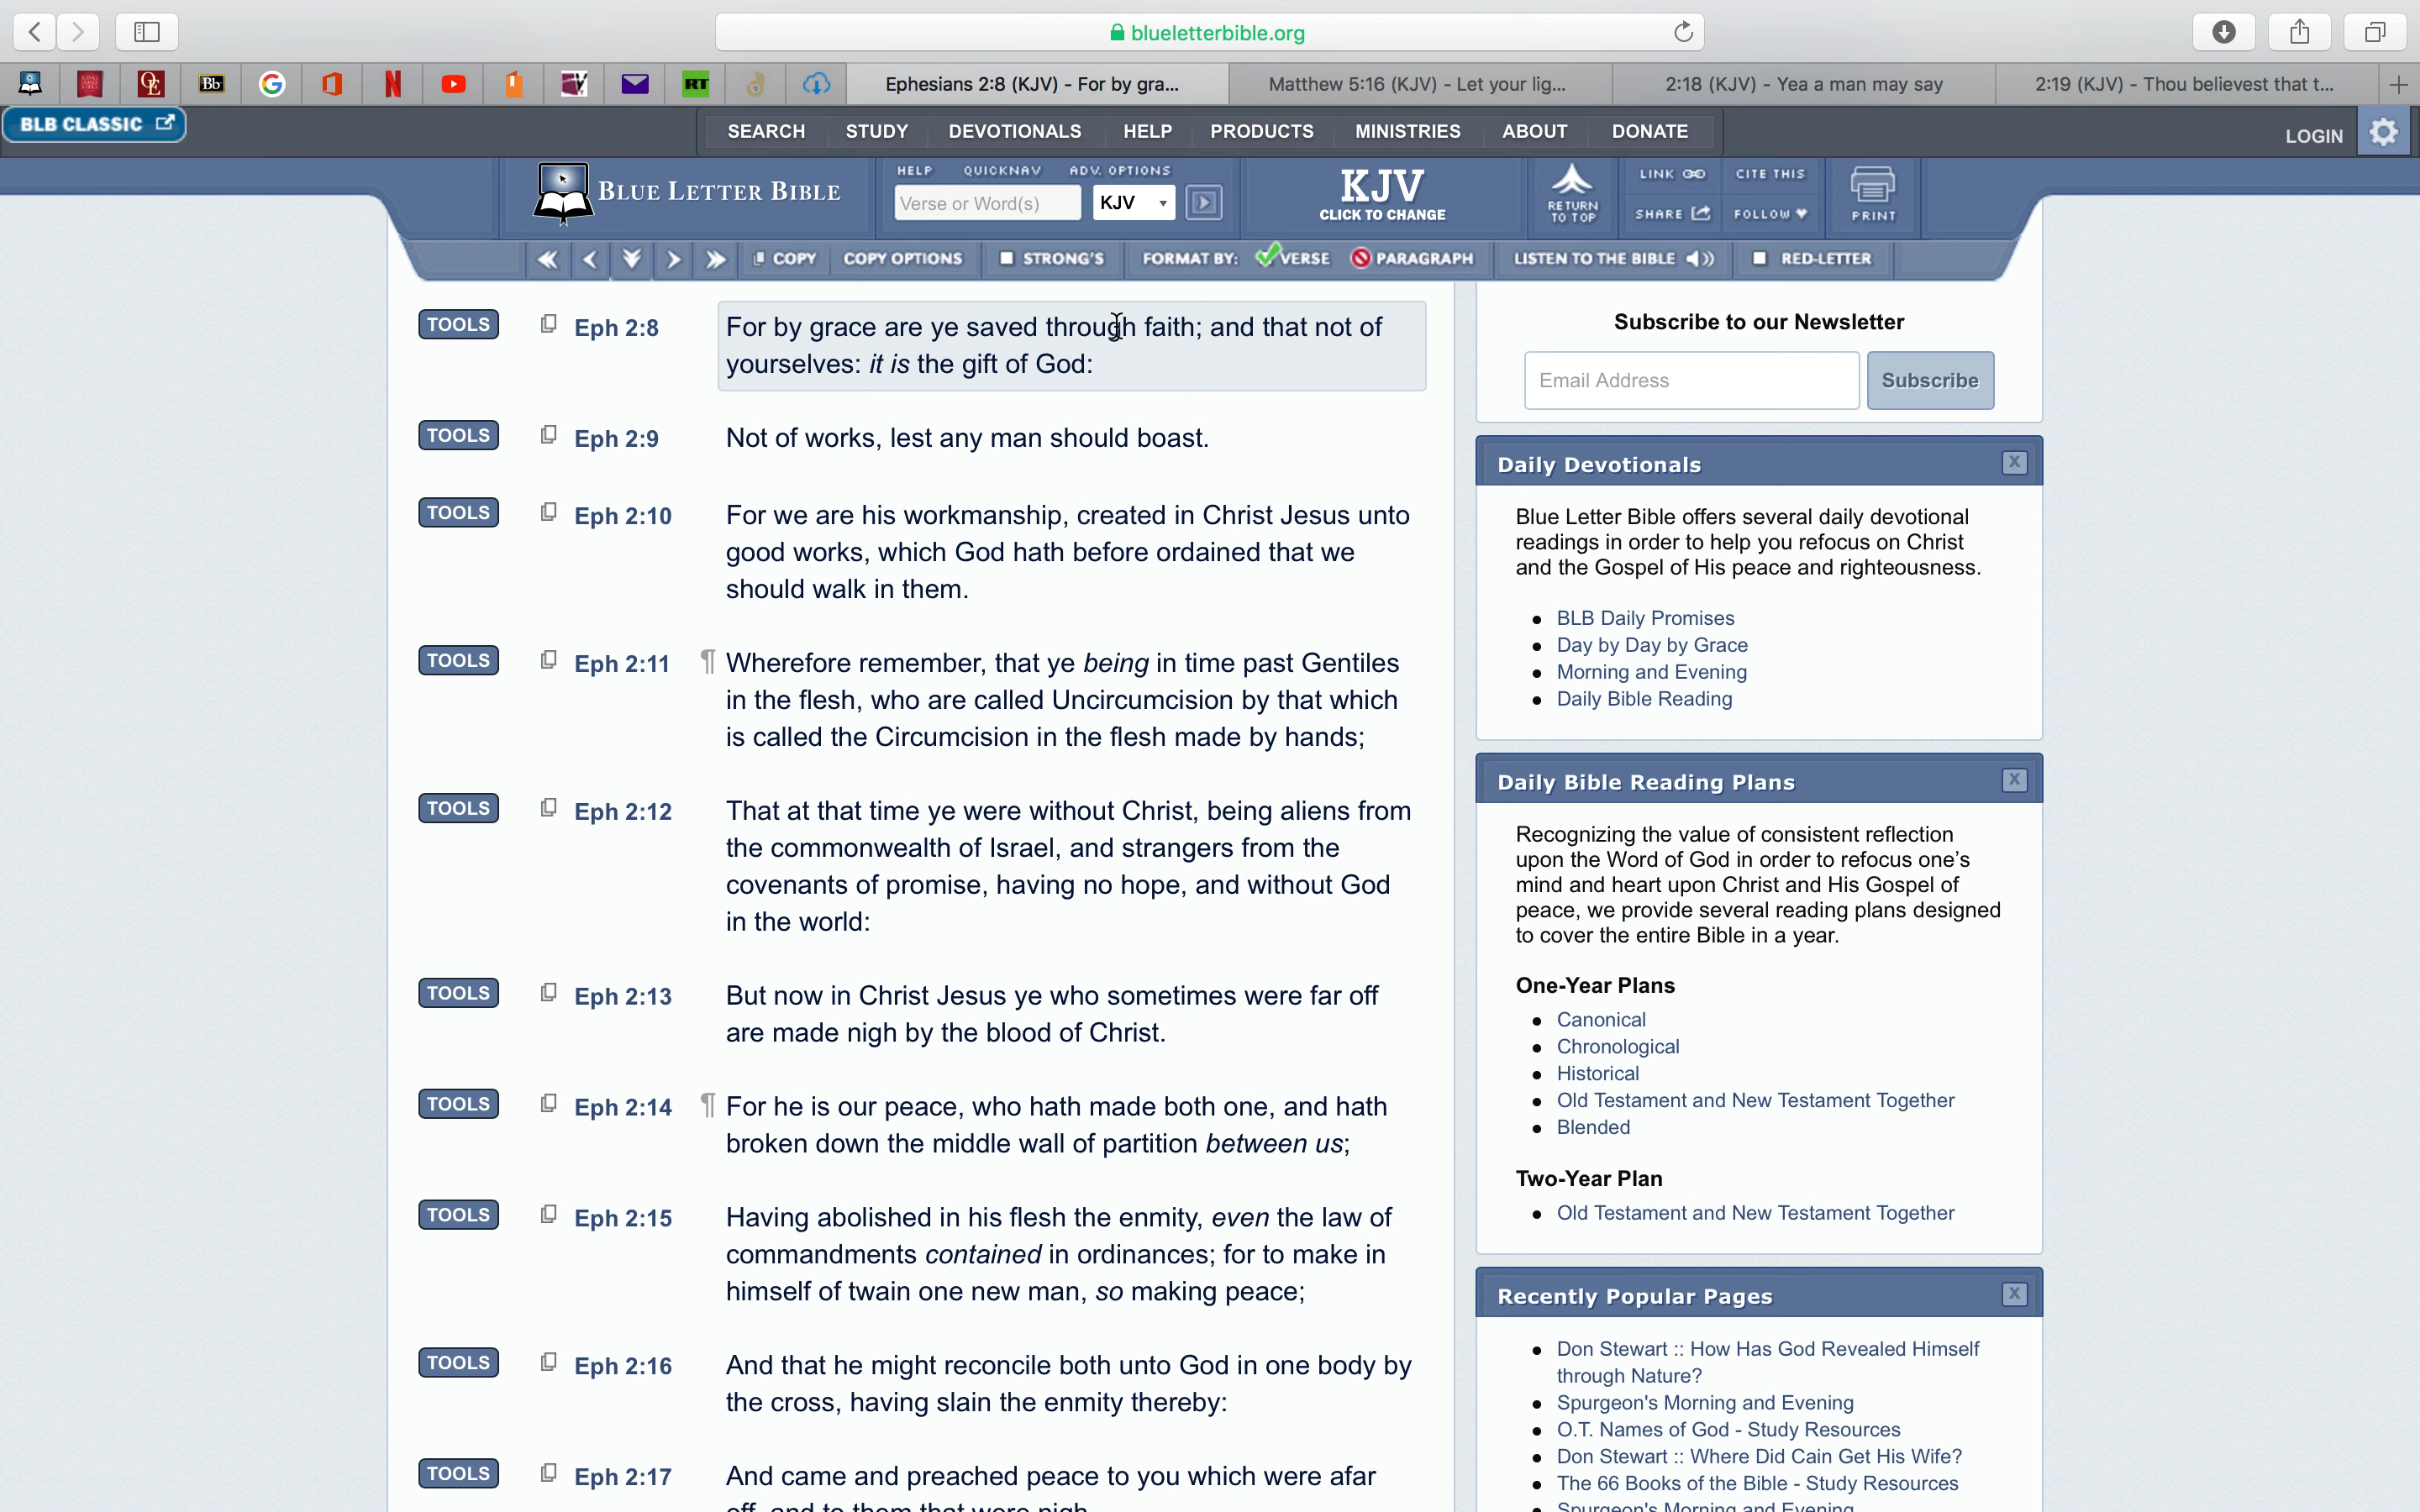 blueletterbible.org
Bb
RT
Ephesians 2:8 (KJV) - For by gra...
Matthew 5:16 (KJV) - Let your lig...
2:18 (KJV) - Yea a man may say
2:19 (KJV) - Thou believest that t...
BLB CLASSIC
SEARCH STUDY DEVOTIONALS HELP PRODUCTS MINISTRIES ABOUT DONATE
LOGIN
BLUE LETTER BIBLE
HELP QUICKNAV ADV. OPTIONS
Verse or Word(s) KJV
KJV
CLICK TO CHANGE
RETURN
TO TOP
LINK CITE THIS
SHARE FOLLOW
PRINT
COPY COPY OPTIONS STRONG'S FORMAT BY: VERSE PARAGRAPH LISTEN TO THE BIBLE RED-LETTER
TOOLS Eph 2:8 For by grace are ye saved through faith; and that not of
yourselves: it is the gift of God:
TOOLS Eph 2:9 Not of works, lest any man should boast.
TOOLS Eph 2:10 For we are his workmanship, created in Christ Jesus unto
good works, which God hath before ordained that we
should walk in them.
TOOLS Eph 2:11 ¶ Wherefore remember, that ye being in time past Gentiles
in the flesh, who are called Uncircumcision by that which
is called the Circumcision in the flesh made by hands;
TOOLS Eph 2:12 That at that time ye were without Christ, being aliens from
the commonwealth of Israel, and strangers from the
covenants of promise, having no hope, and without God
in the world:
TOOLS Eph 2:13 But now in Christ Jesus ye who sometimes were far off
are made nigh by the blood of Christ.
TOOLS Eph 2:14 ¶ For he is our peace, who hath made both one, and hath
broken down the middle wall of partition between us;
TOOLS Eph 2:15 Having abolished in his flesh the enmity, even the law of
commandments contained in ordinances; for to make in
himself of twain one new man, so making peace;
TOOLS Eph 2:16 And that he might reconcile both unto God in one body by
the cross, having slain the enmity thereby:
TOOLS Eph 2:17 And came and preached peace to you which were afar
off, and to them that were nigh.
Subscribe to our Newsletter
Email Address Subscribe
Daily Devotionals X
Blue Letter Bible offers several daily devotional
readings in order to help you refocus on Christ
and the Gospel of His peace and righteousness.
BLB Daily Promises
Day by Day by Grace
Morning and Evening
Daily Bible Reading
Daily Bible Reading Plans X
Recognizing the value of consistent reflection
upon the Word of God in order to refocus one's
mind and heart upon Christ and His Gospel of
peace, we provide several reading plans designed
to cover the entire Bible in a year.
One-Year Plans
Canonical
Chronological
Historical
Old Testament and New Testament Together
Blended
Two-Year Plan
Old Testament and New Testament Together
Recently Popular Pages X
Don Stewart :: How Has God Revealed Himself
through Nature?
Spurgeon's Morning and Evening
O.T. Names of God - Study Resources
Don Stewart :: Where Did Cain Get His Wife?
The 66 Books of the Bible - Study Resources
Spurgeon's Morning and Evening